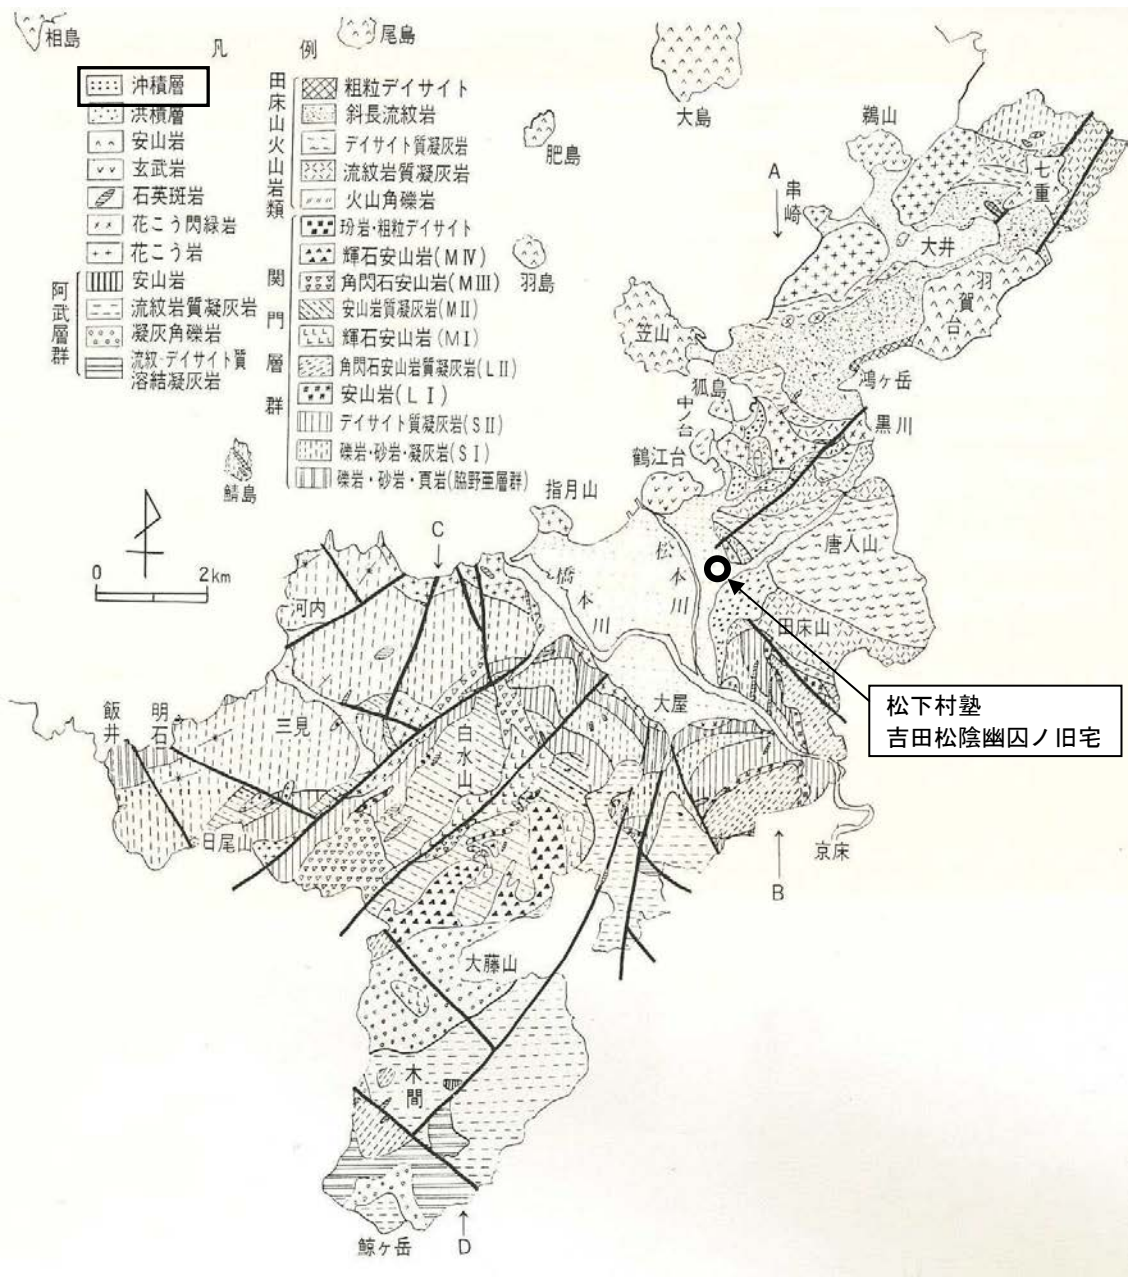 相島
尾島
凡例
沖積層
洪積層
安山岩
玄武岩
石英斑岩
花こう閃緑岩
花こう岩
阿武層群
安山岩
流紋岩質凝灰岩
凝灰角礫岩
流紋-デイサイト質
溶結凝灰岩
田床山火山岩類
粗粒デイサイト
斜長流紋岩
デイサイト質凝灰岩
流紋岩質凝灰岩
火山角礫岩
関門層群
玢岩・粗粒デイサイト
輝石安山岩(MⅣ)
角閃石安山岩(MⅢ)
安山岩質凝灰岩(MⅡ)
輝石安山岩(MⅠ)
角閃石安山岩質凝灰岩(LⅡ)
安山岩(LⅠ)
デイサイト質凝灰岩(SⅡ)
礫岩・砂岩・凝灰岩(SⅠ)
礫岩・砂岩・頁岩(脇野亜層群)
大島
肥島
羽島
鵜山
七重
A
串崎
大井
羽賀台
笠山
狐島
中ノ台
鴻ヶ岳
黒川
鶴江台
指月山
鯖島
0 2km
C
松本川
橋本川
唐人山
田床山
河内
大屋
松下村塾
吉田松陰幽囚ノ旧宅
飯井
明石
三見
白水山
日尾山
京床
B
大藤山
木間
鯨ヶ岳
D